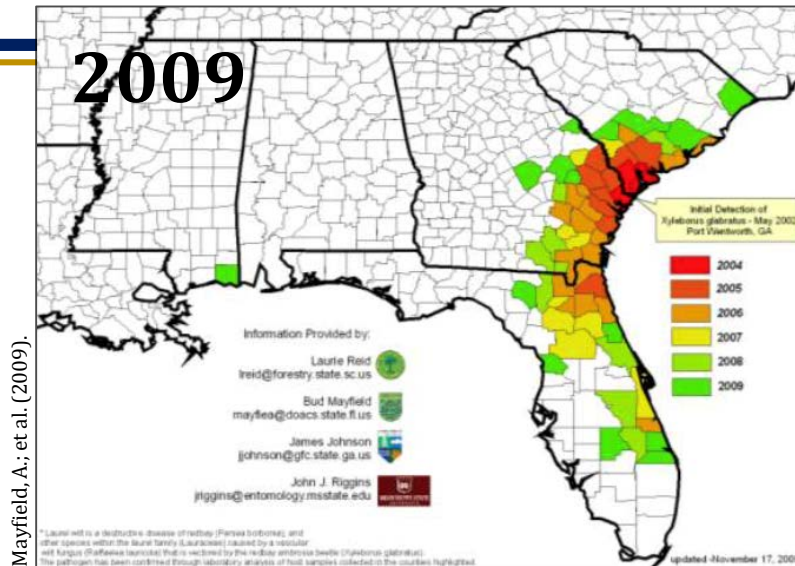 2009
Initial Detection of
Xyleborus glabratus - May 2002
Port Wentworth, GA
2004
2005
2006
2007
2008
2009
Information Provided by:
Laurie Reid
lreid@forestry.state.sc.us
Bud Mayfield
mayflea@doacs.state.fl.us
James Johnson
jjohnson@gfc.state.ga.us
John J. Riggins
jriggins@entomology.msstate.edu
* Laurel wilt is a destructive disease of redbay (Persea borbonia), and
other species within the laurel family (Lauraceae) caused by a vascular
wilt fungus (Raffaelea lauricola) that is vectored by the redbay ambrosia beetle (Xyleborus glabratus).
The pathogen has been confirmed through laboratory analysis of host samples collected in the counties highlighted.
updated -November 17, 200
Mayfield, A.; et al. (2009).